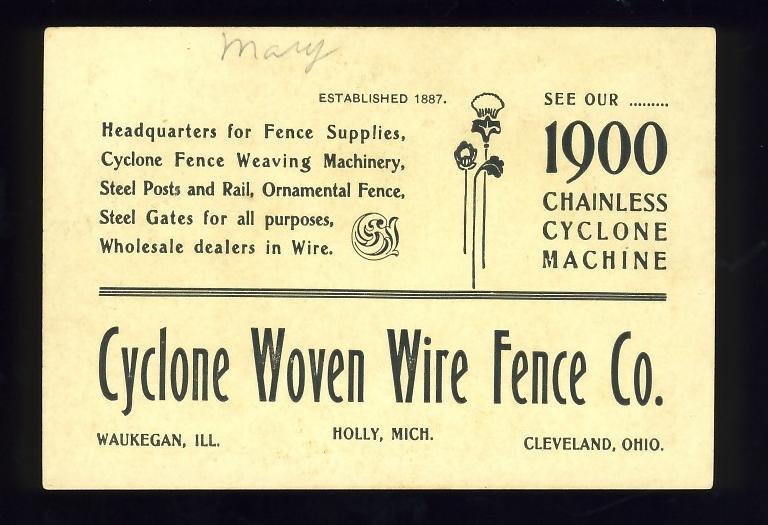 Mary
ESTABLISHED 1887.
Headquarters for Fence Supplies,
Cyclone Fence Weaving Machinery,
Steel Posts and Rail, Ornamental Fence,
Steel Gates for all purposes,
Wholesale dealers in Wire.
SEE OUR .........
1900
CHAINLESS
CYCLONE
MACHINE
Cyclone Woven Wire Fence Co.
WAUKEGAN, ILL.
HOLLY, MICH.
CLEVELAND, OHIO.